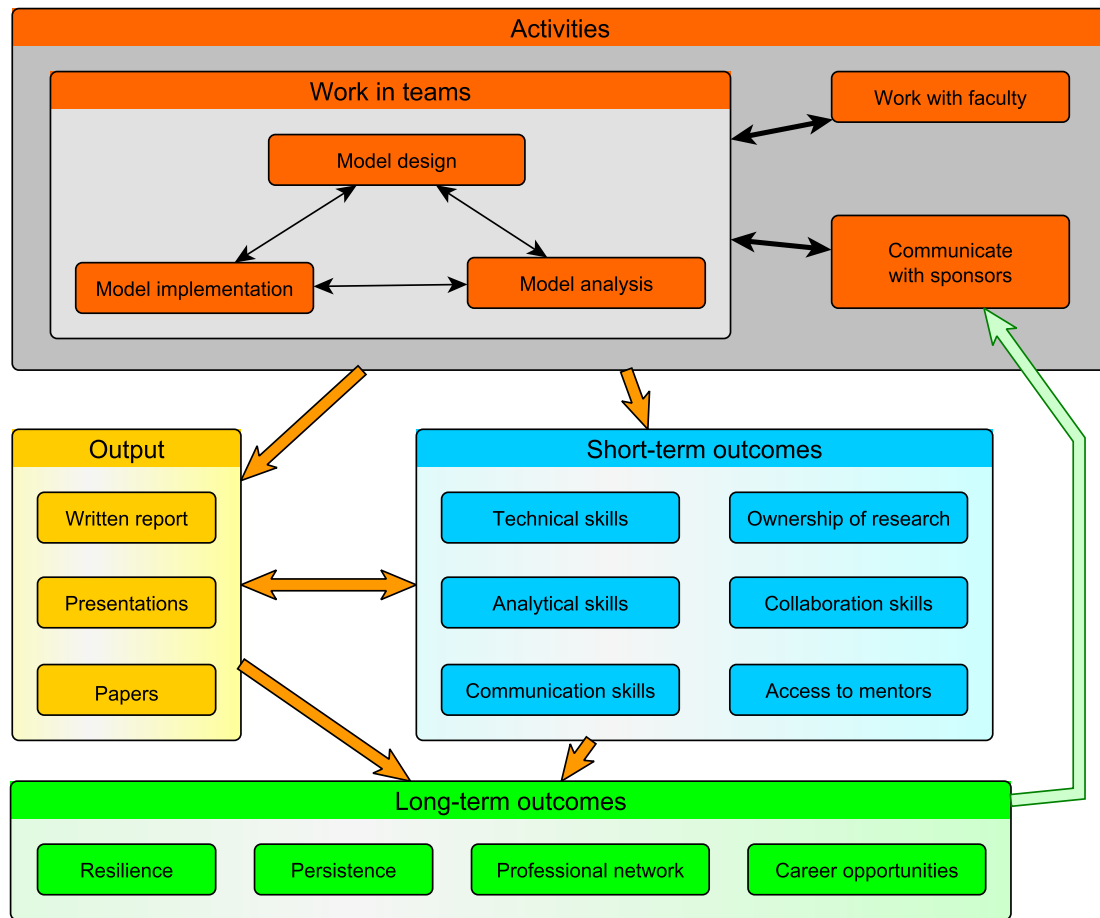 Activities
Work in teams
Model design
Model implementation
Model analysis
Work with faculty
Communicate
with sponsors
Output
Written report
Presentations
Papers
Short-term outcomes
Technical skills
Ownership of research
Analytical skills
Collaboration skills
Communication skills
Access to mentors
Long-term outcomes
Resilience
Persistence
Professional network
Career opportunities